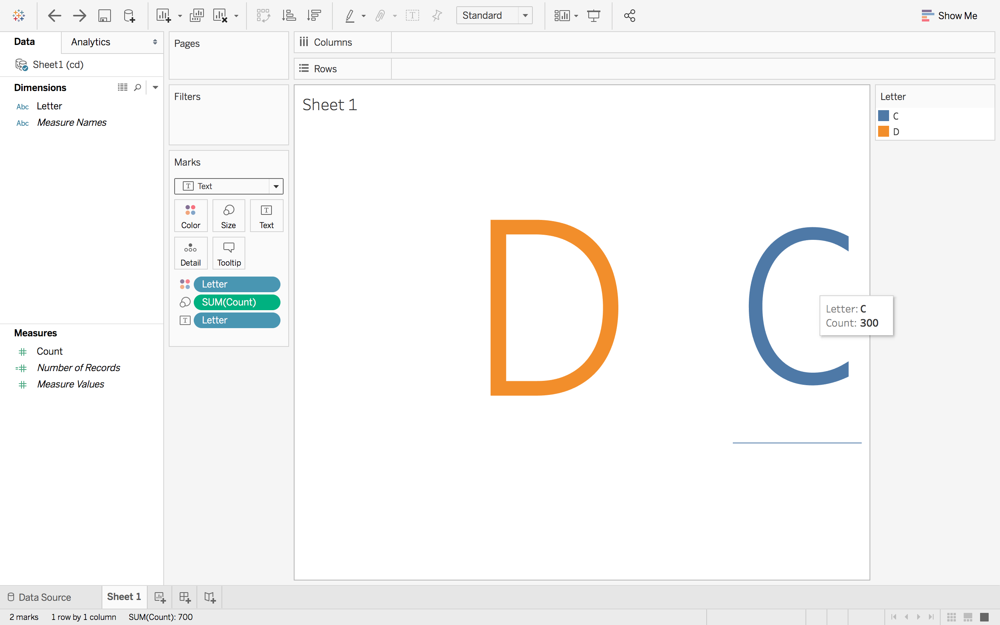 Standard
Show Me
Data
Analytics
Sheet1 (cd)
Dimensions
Abc Letter
Abc Measure Names
Measures
Count
Number of Records
Measure Values
Pages
Filters
Marks
T Text
Color
Size
T
Text
Detail
Tooltip
Letter
SUM(Count)
T Letter
Columns
Rows
Sheet 1
D C
Letter: C
Count: 300
Letter
C
D
Data Source
Sheet 1
2 marks 1 row by 1 column SUM(Count): 700